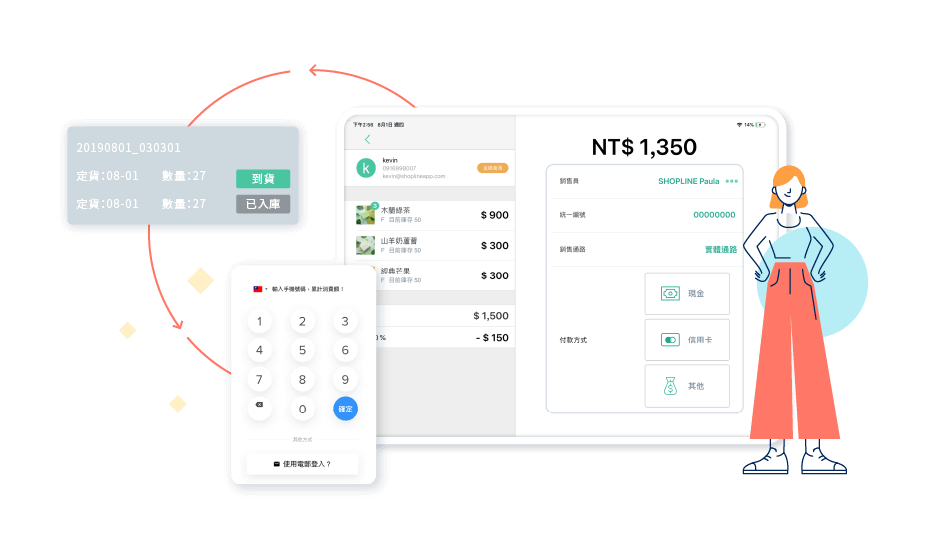 20190801_030301
定貨:08-01 數量:27 到貨
定貨:08-01 數量:27 已入庫
下午2:56 8月1日 週四
14%
k
kevin
0916999007
kevin@shoplineapp.com
3
木蘭綠茶
F 目前庫存 50
$ 900
山羊奶蘆薈
F 目前庫存 50
$ 300
經典芒果
F 目前庫存 50
$ 300
$ 1,500
0%
- $ 150
NT$ 1,350
銷售員
SHOPLINE Paula
統一編號
00000000
銷售通路
實體通路
付款方式
現金
信用卡
其他
輸入手機號碼,累計消費額!
1 2 3
4 5 6
7 8 9
0 確定
其他方式
使用電郵登入?